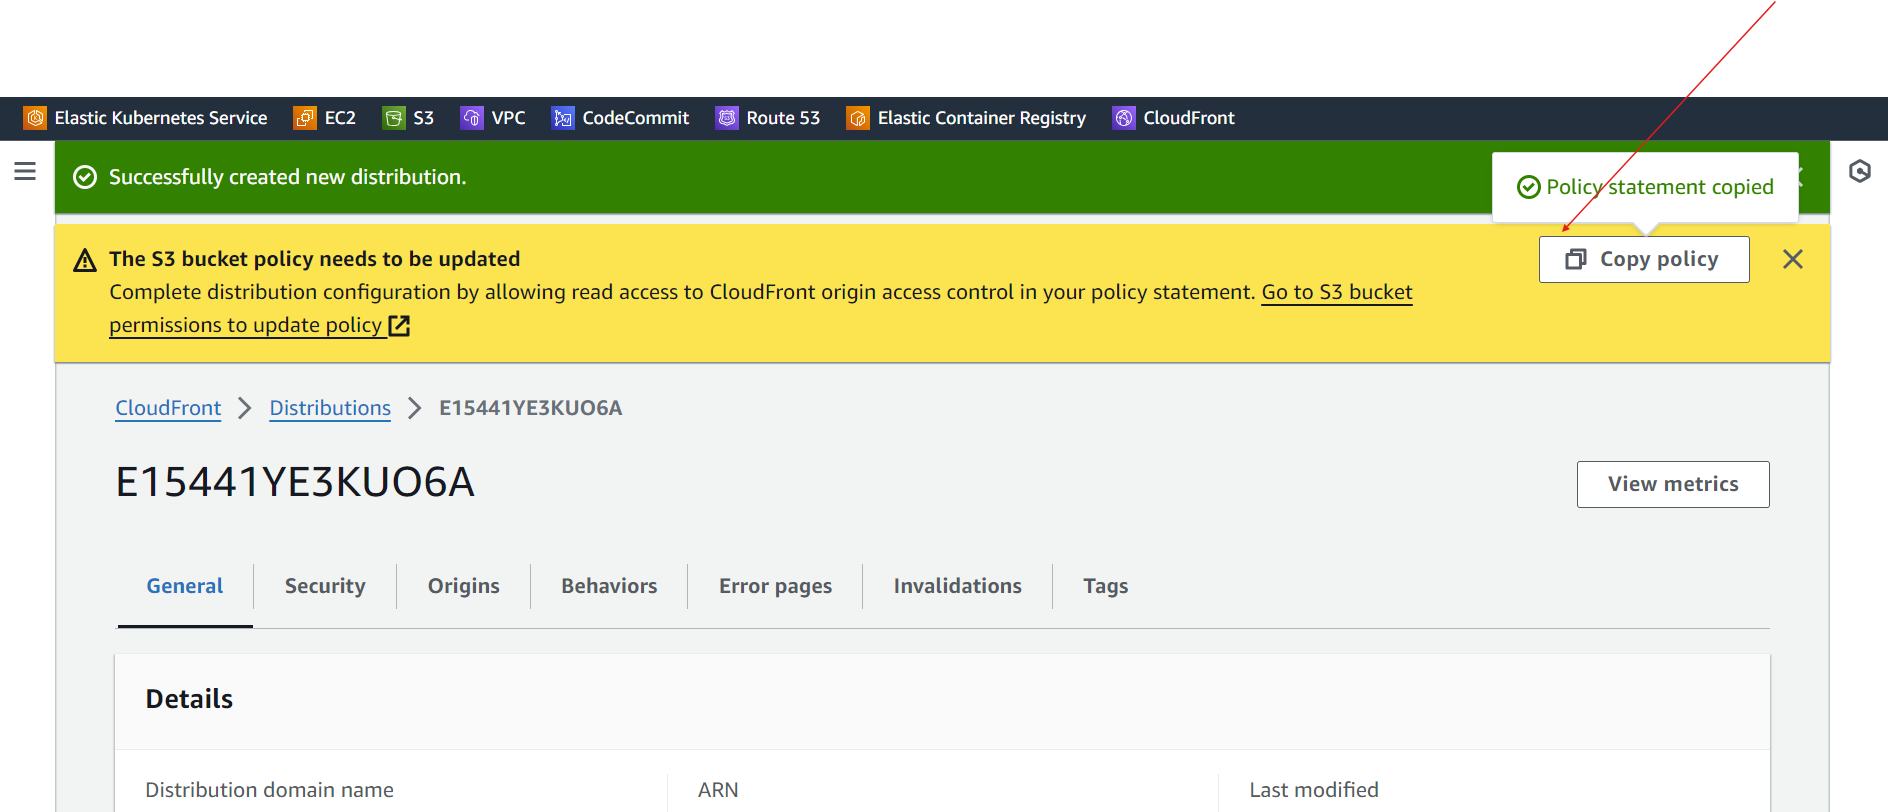 Elastic Kubernetes Service EC2 S3 VPC CodeCommit Route 53 Elastic Container Registry CloudFront
Successfully created new distribution.
Policy statement copied
The S3 bucket policy needs to be updated
Copy policy
Complete distribution configuration by allowing read access to CloudFront origin access control in your policy statement. Go to S3 bucket
permissions to update policy
CloudFront Distributions E15441YE3KUO6A
E15441YE3KUO6A
View metrics
General Security Origins Behaviors Error pages Invalidations Tags
Details
Distribution domain name ARN Last modified